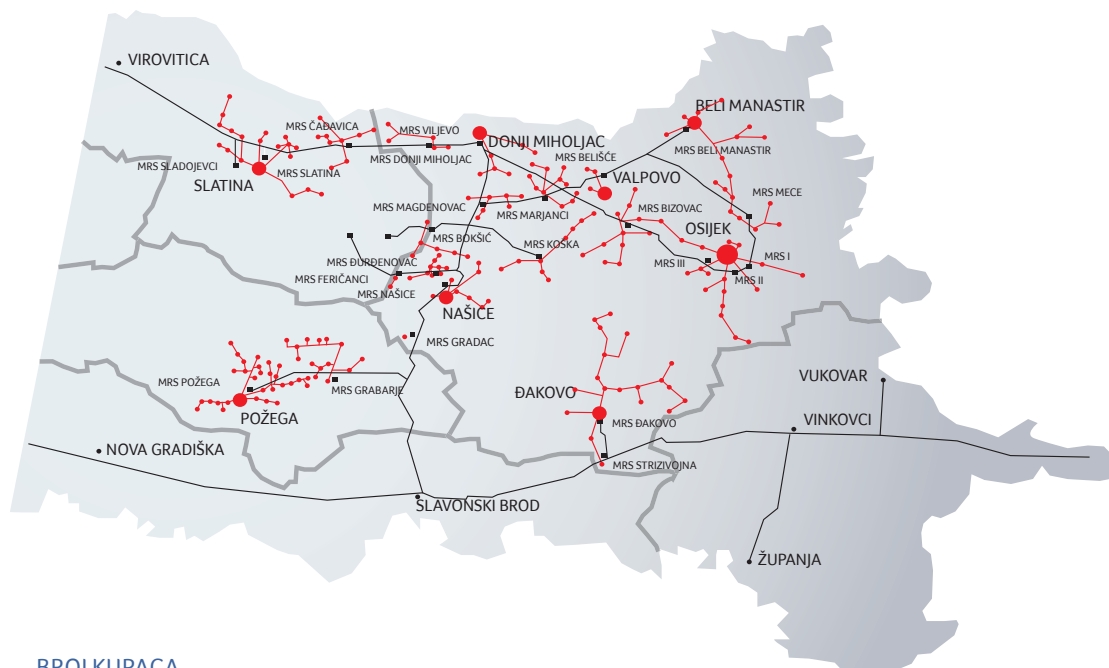 VIROVITICA
BELI MANASTIR
MRS ČAĐAVICA
MRS VILJEVO
DONJI MIHOLJAC
MRS BELI MANASTIR
MRS DONJI MIHOLJAC
MRS BELIŠĆE
MRS SLADOJEVCI
MRS SLATINA
SLATINA
VALPOVO
MRS MECE
MRS MAGDENOVAC
MRS MARJANCI
MRS BIZOVAC
OSIJEK
MRS BOKŠIĆ
MRS KOSKA
MRS ĐURĐENOVAC
MRS III
MRS I
MRS FERIČANCI
MRS II
MRS NAŠICE
NAŠICE
MRS GRADAC
MRS POŽEGA
MRS GRABARJE
VUKOVAR
ĐAKOVO
POŽEGA
MRS ĐAKOVO
VINKOVCI
NOVA GRADIŠKA
MRS STRIZIVOJNA
SLAVONSKI BROD
ŽUPANJA
BROJ KUPACA